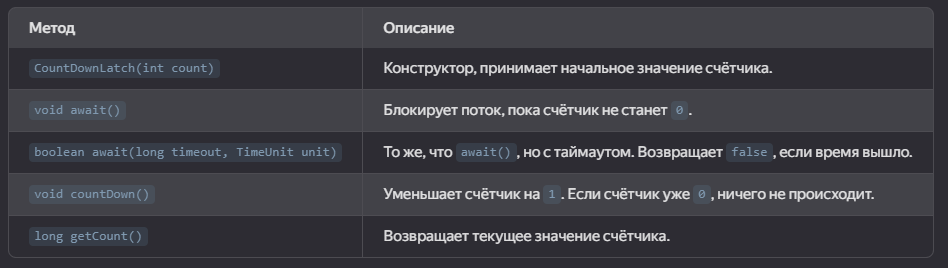 Метод Описание
CountDownLatch(int count) Конструктор, принимает начальное значение счётчика.
void await() Блокирует поток, пока счётчик не станет 0.
boolean await(long timeout, TimeUnit unit) То же, что await(), но с таймаутом. Возвращает false, если время вышло.
void countDown() Уменьшает счётчик на 1. Если счётчик уже 0, ничего не происходит.
long getCount() Возвращает текущее значение счётчика.